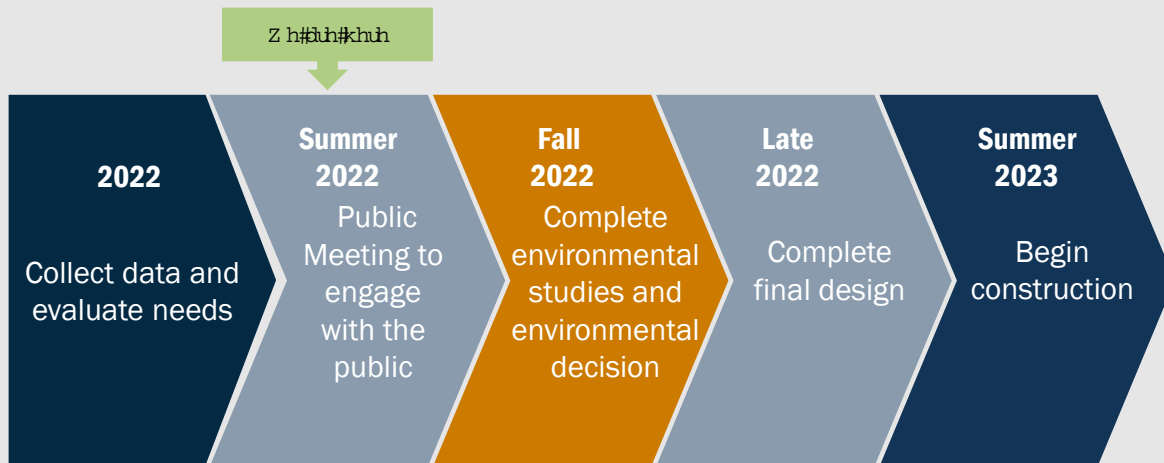 Z h#duh#khuh
2022
Collect data and
evaluate needs
Summer
2022
Public
Meeting to
engage
with the
public
Fall
2022
Complete
environmental
studies and
environmental
decision
Late
2022
Complete
final design
Summer
2023
Begin
construction